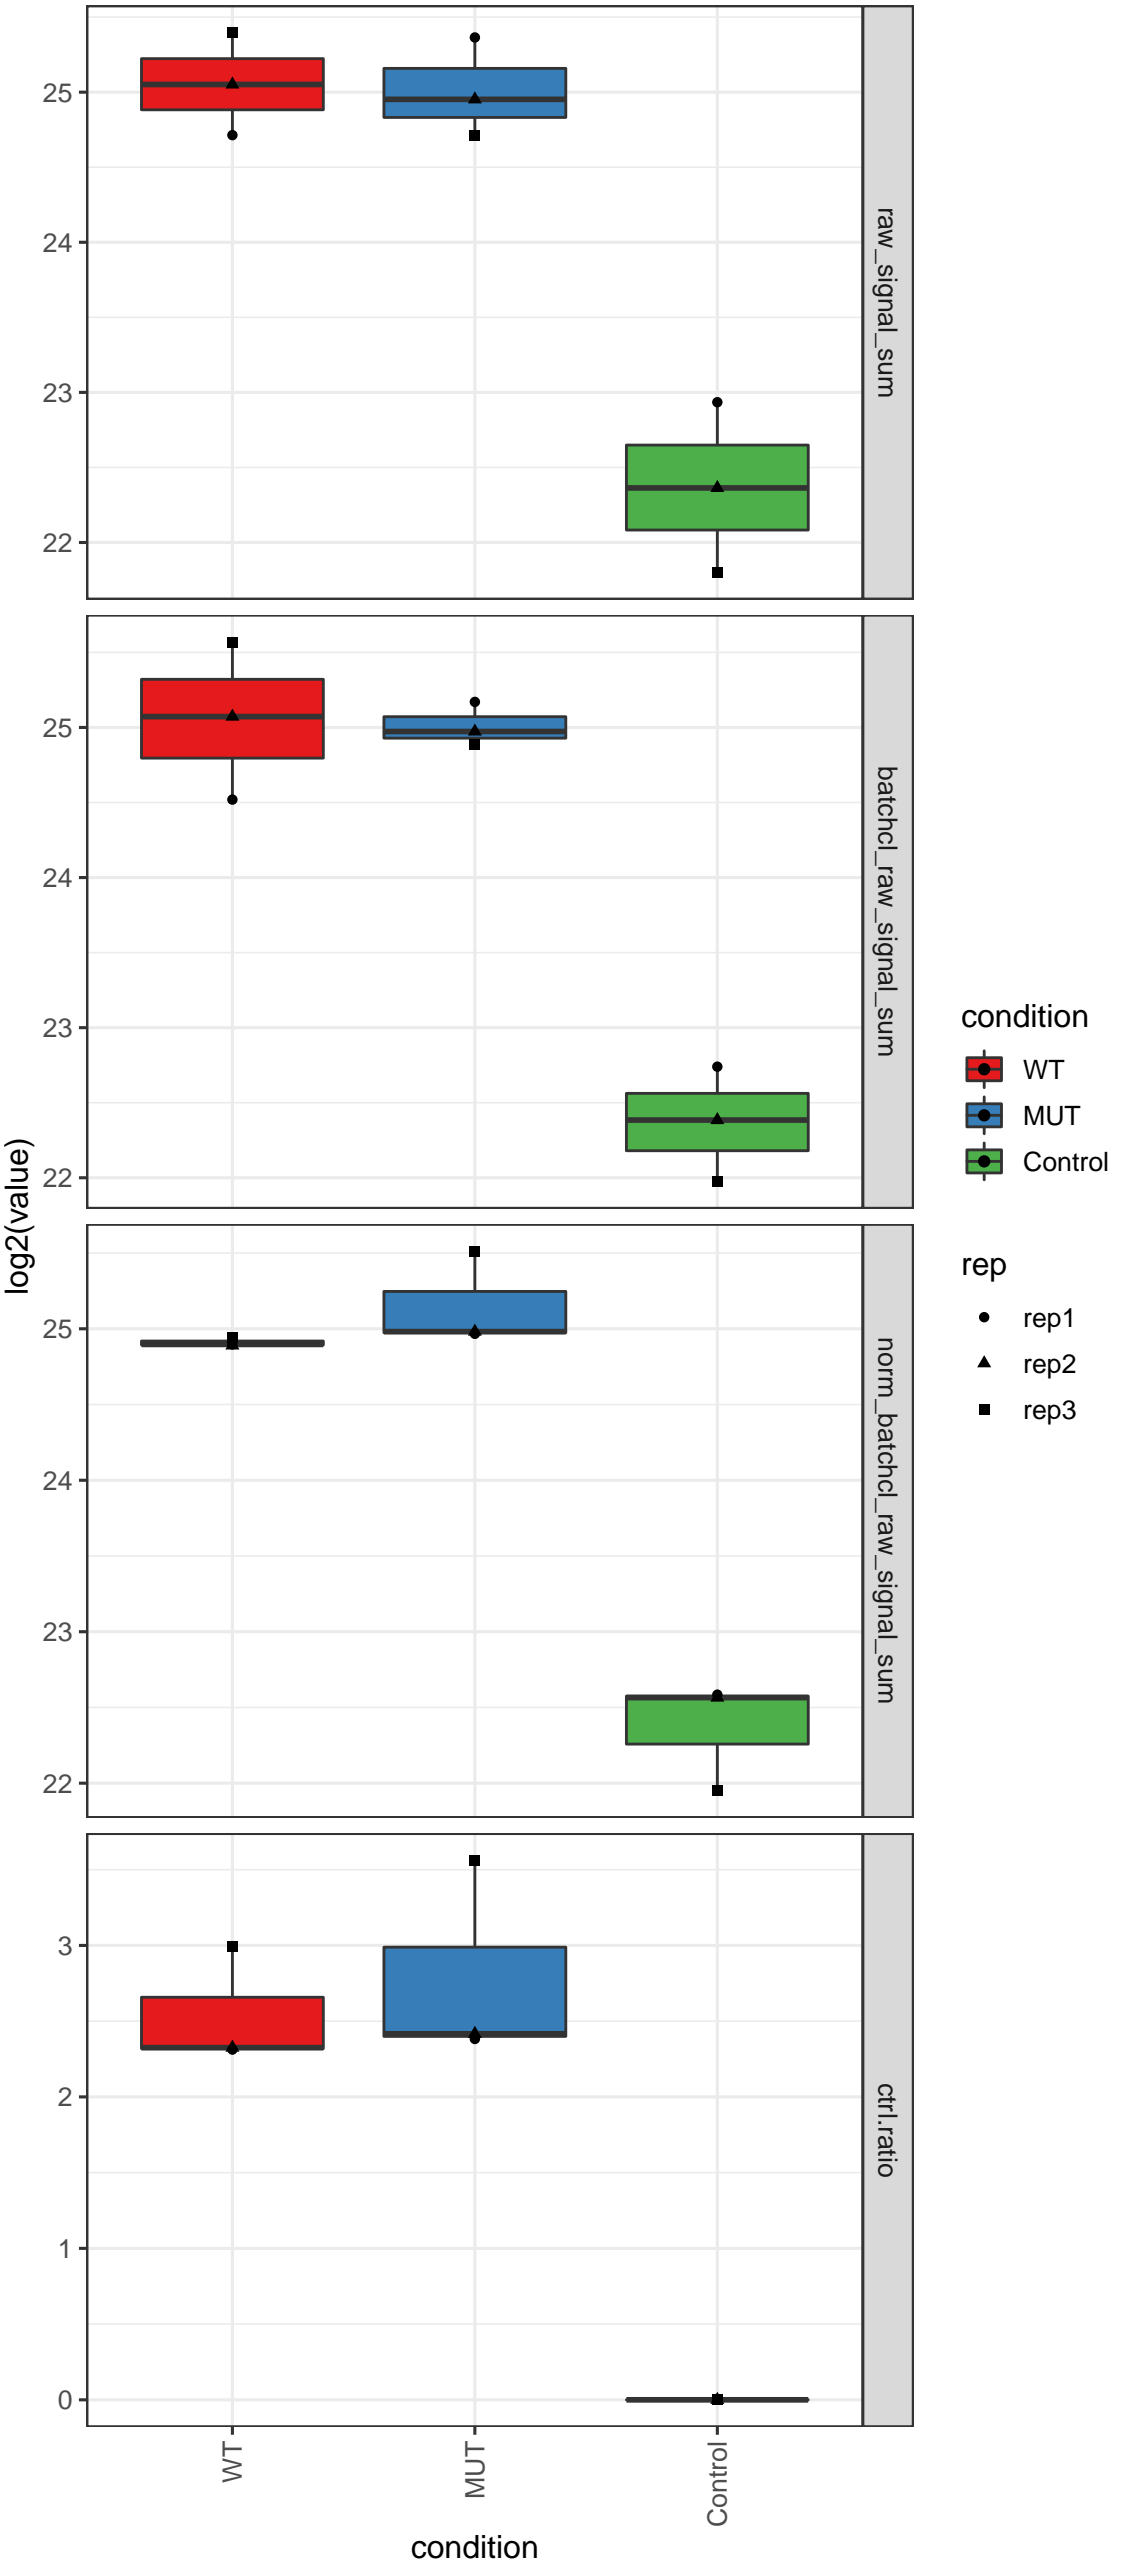 log2(value)
25
24
23
22
raw_signal_sum
25
24
23
22
batchcl_raw_signal_sum
25
24
23
22
norm_batchcl_raw_signal_sum
3
2
1
0
ctrl.ratio
WT
MUT
Control
condition
condition
WT
MUT
Control
rep
rep1
rep2
rep3